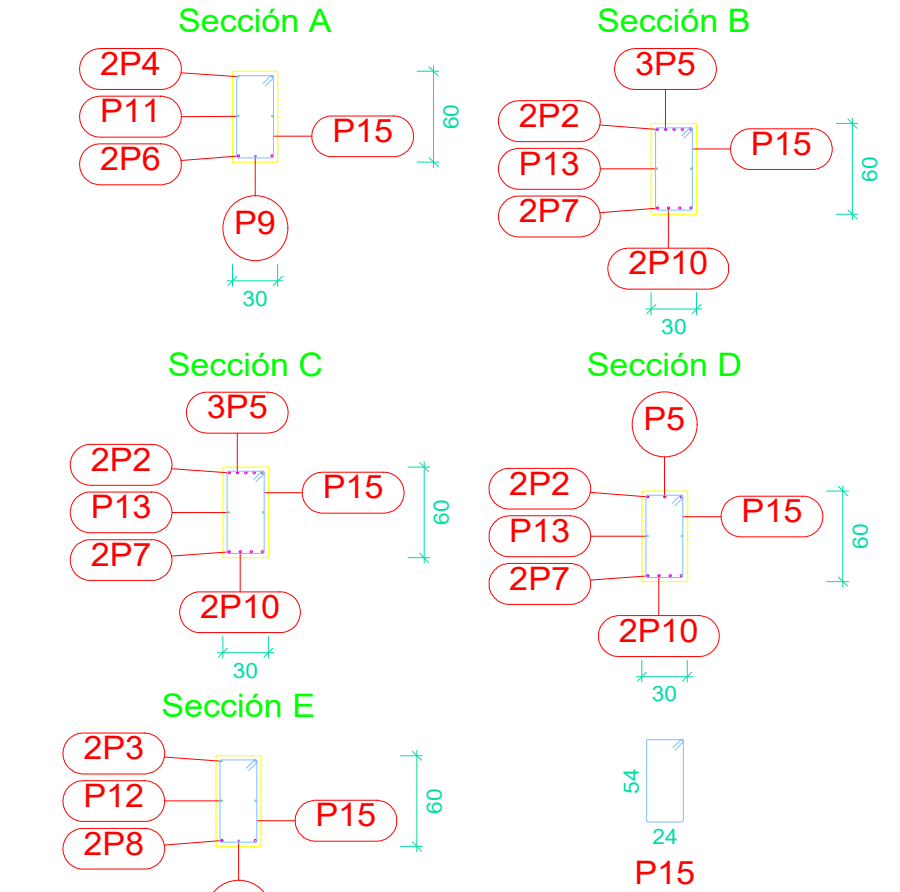 Sección A
2P4
P11
2P6
P15
P9
60
30
Sección B
3P5
2P2
P13
2P7
P15
2P10
60
30
Sección C
3P5
2P2
P13
2P7
P15
2P10
60
30
Sección D
P5
2P2
P13
2P7
P15
2P10
60
30
Sección E
2P3
P12
2P8
P15
60
54
24
P15